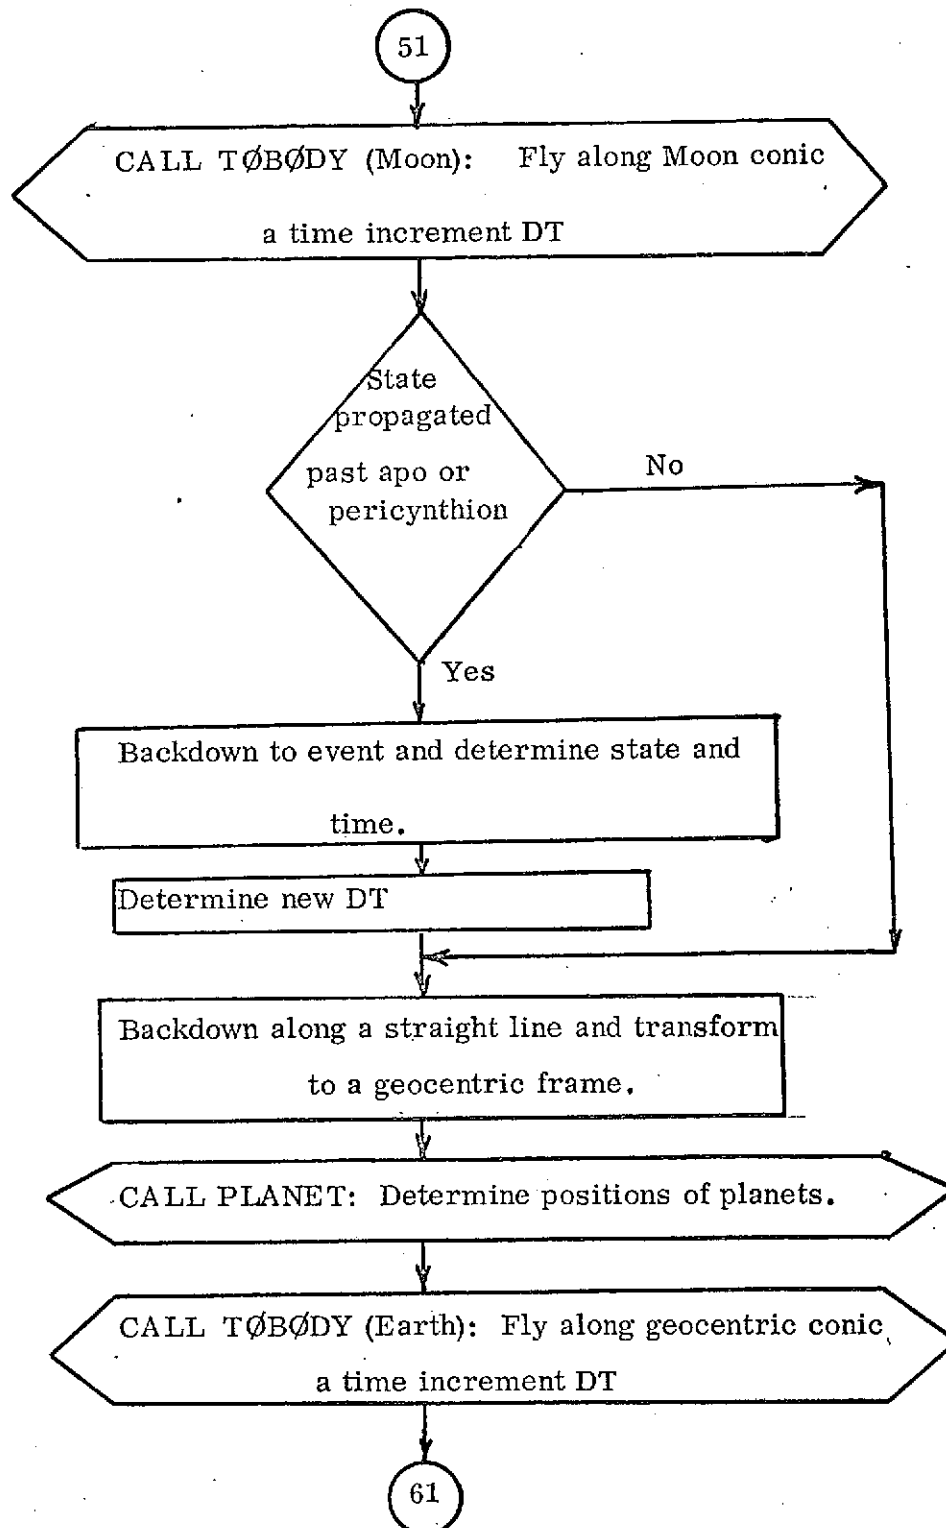 51
CALL TØBØDY (Moon): Fly along Moon conic
a time increment DT
State
propagated
past apo or
pericynthion
No
Yes
Backdown to event and determine state and
time.
Determine new DT
Backdown along a straight line and transform
to a geocentric frame.
CALL PLANET: Determine positions of planets.
CALL TØBØDY (Earth): Fly along geocentric conic
a time increment DT
61